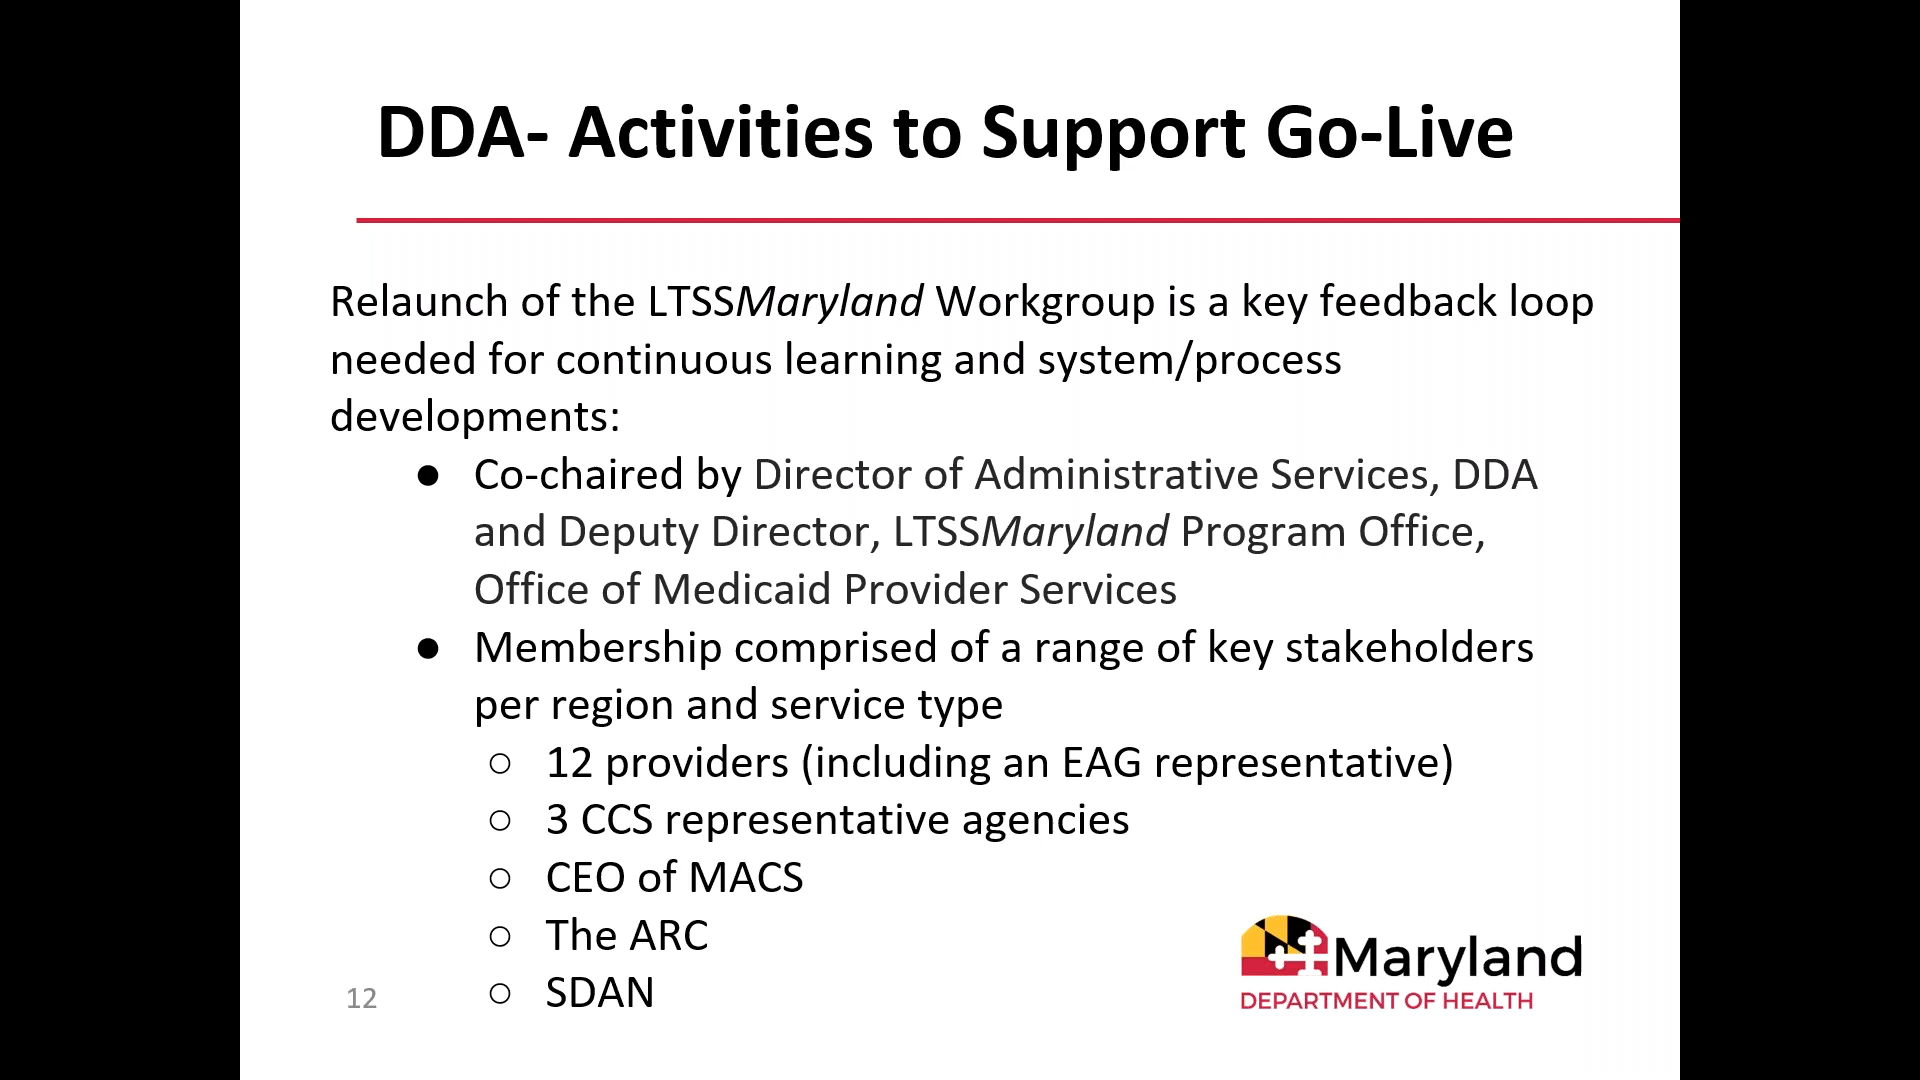 DDA- Activities to Support Go-Live
Relaunch of the LTSSMaryland Workgroup is a key feedback loop
needed for continuous learning and system/process
developments:
● Co-chaired by Director of Administrative Services, DDA
and Deputy Director, LTSSMaryland Program Office,
Office of Medicaid Provider Services
● Membership comprised of a range of key stakeholders
per region and service type
○ 12 providers (including an EAG representative)
○ 3 CCS representative agencies
○ CEO of MACS
○ The ARC
○ SDAN
12
Maryland
DEPARTMENT OF HEALTH